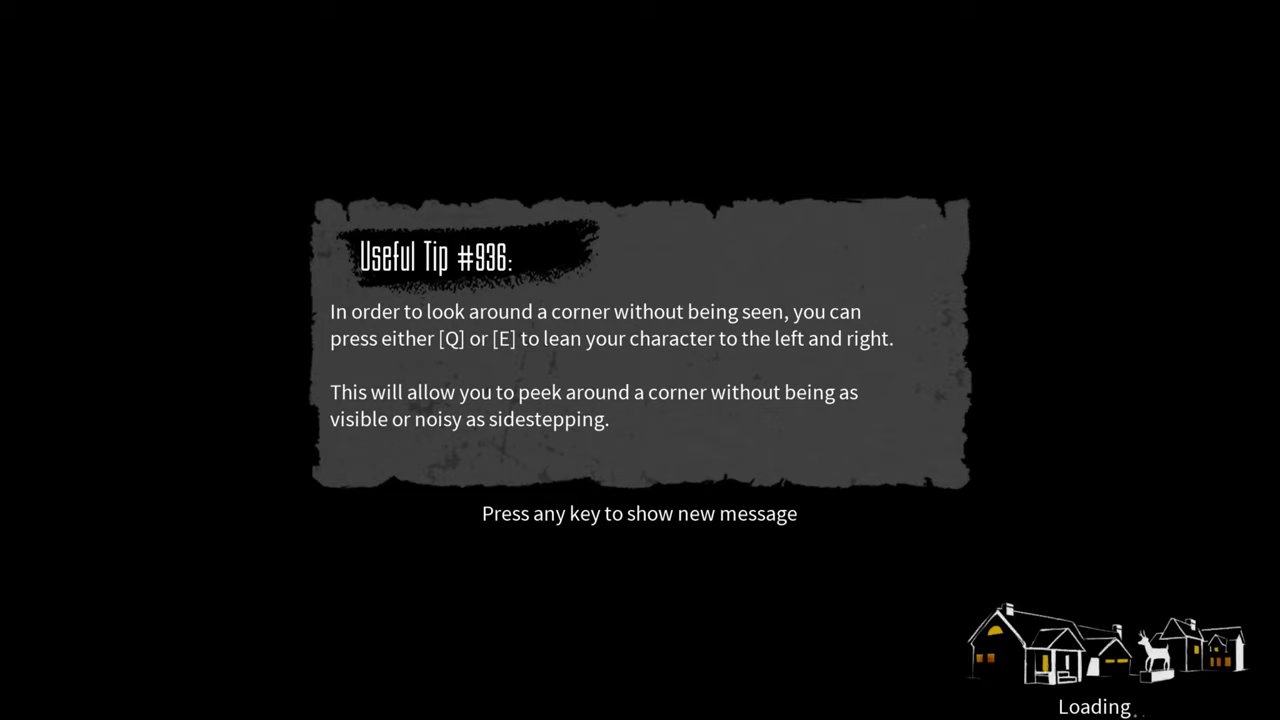 Useful Tip #936:
In order to look around a corner without being seen, you can
press either [Q] or [E] to lean your character to the left and right.
This will allow you to peek around a corner without being as
visible or noisy as sidestepping.
Press any key to show new message
Loading..